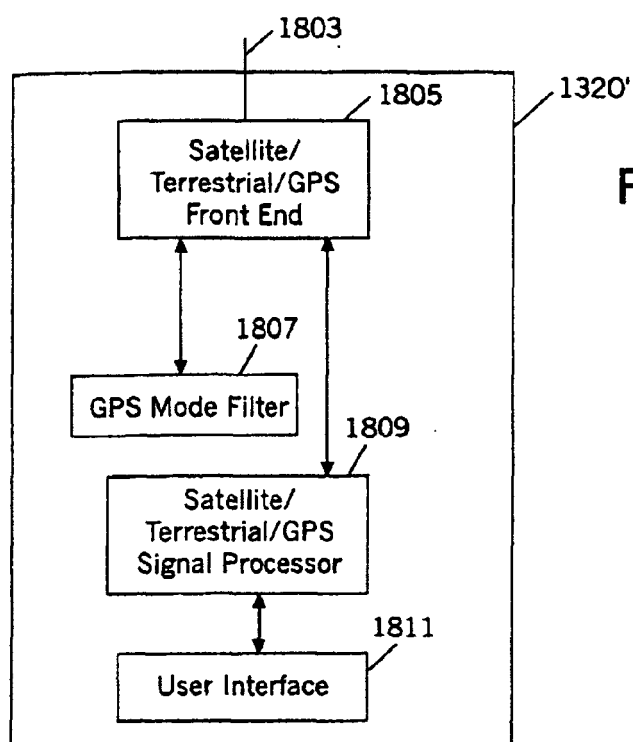 1803
1805
1320'
Satellite/
Terrestrial/GPS
Front End
F
1807
GPS Mode Filter
1809
Satellite/
Terrestrial/GPS
Signal Processor
1811
User Interface